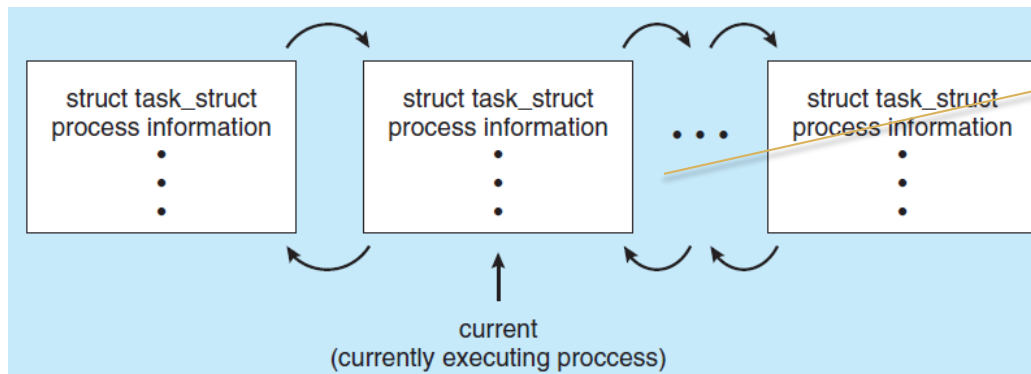 struct task_struct
process information
struct task_struct
process information
struct task_struct
process information
current
(currently executing proccess)